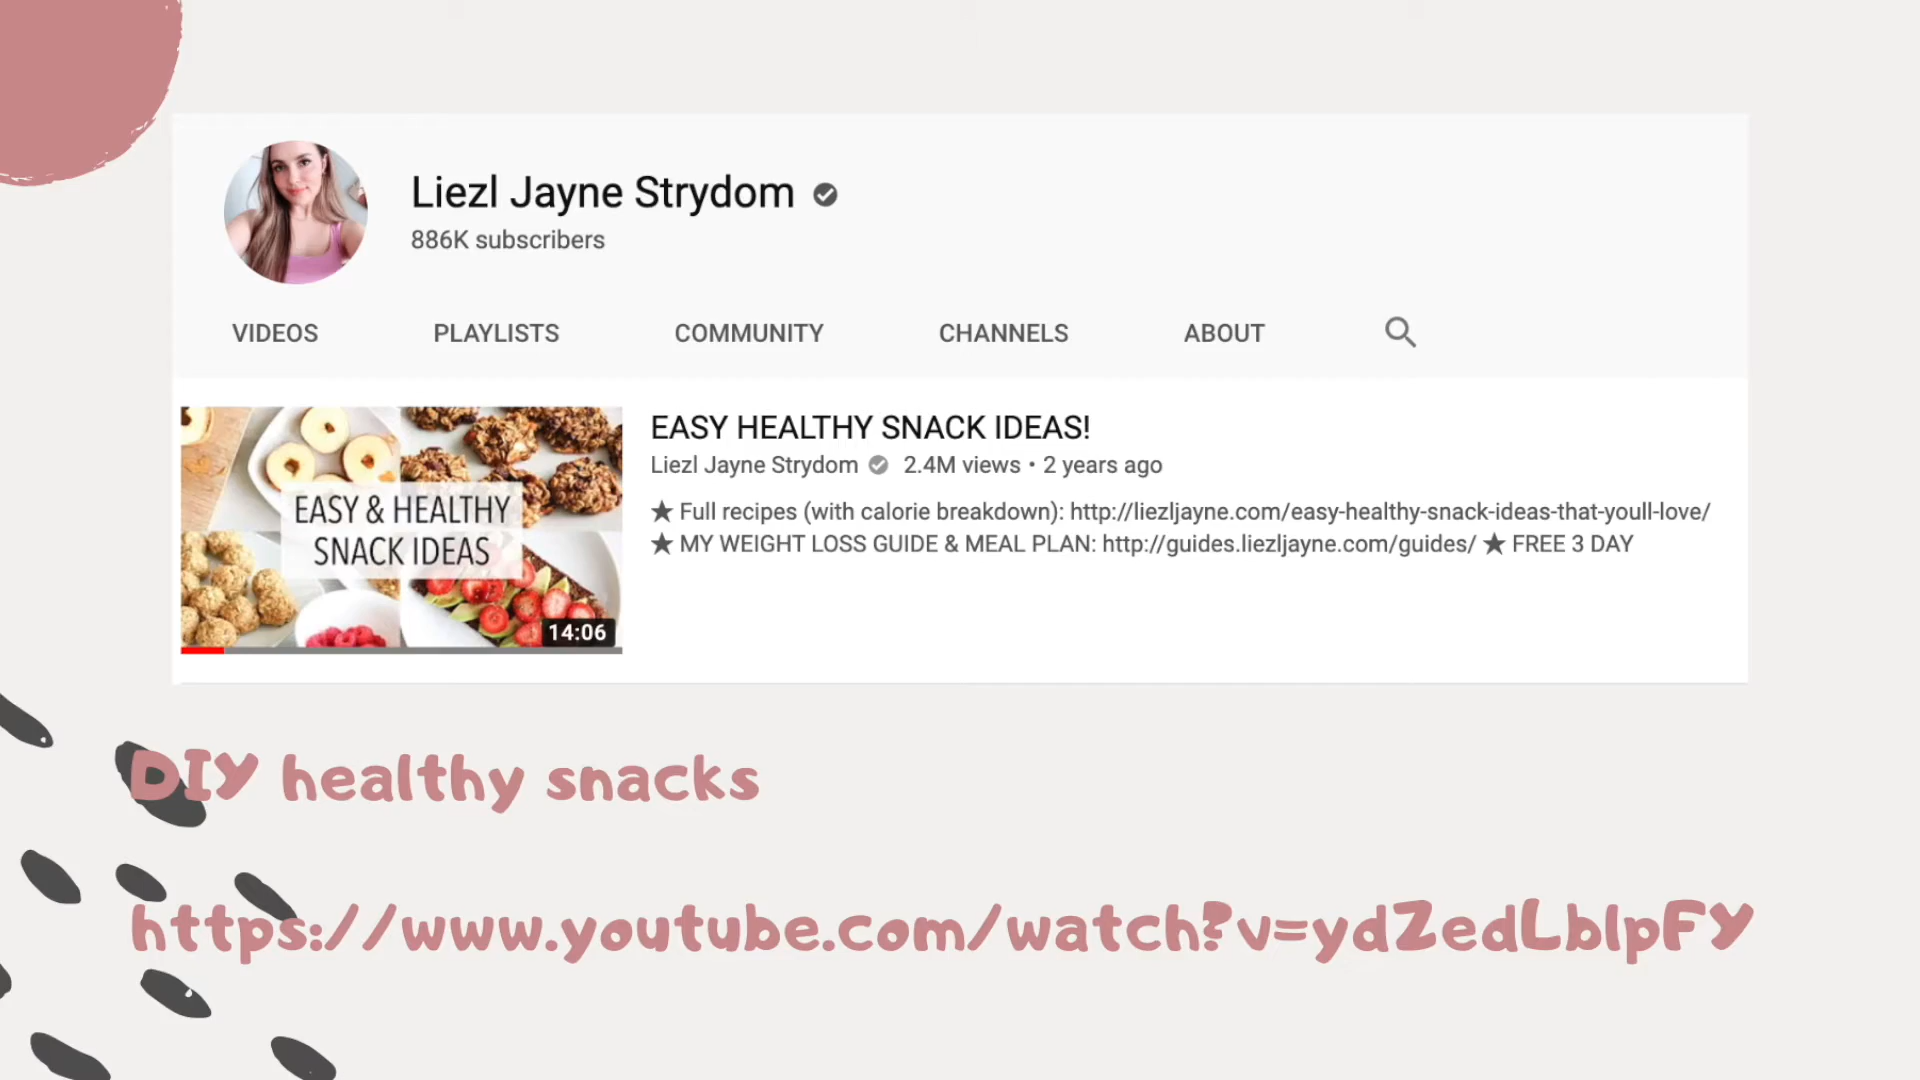 Liezl Jayne Strydom
886K subscribers
VIDEOS PLAYLISTS COMMUNITY CHANNELS ABOUT
EASY & HEALTHY
SNACK IDEAS
14:06
EASY HEALTHY SNACK IDEAS!
Liezl Jayne Strydom 2.4M views • 2 years ago
★ Full recipes (with calorie breakdown): http://liezljayne.com/easy-healthy-snack-ideas-that-youll-love/
★ MY WEIGHT LOSS GUIDE & MEAL PLAN: http://guides.liezljayne.com/guides/ ★ FREE 3 DAY
DIY healthy snacks
https://www.youtube.com/watch?v=ydZedLblpFY